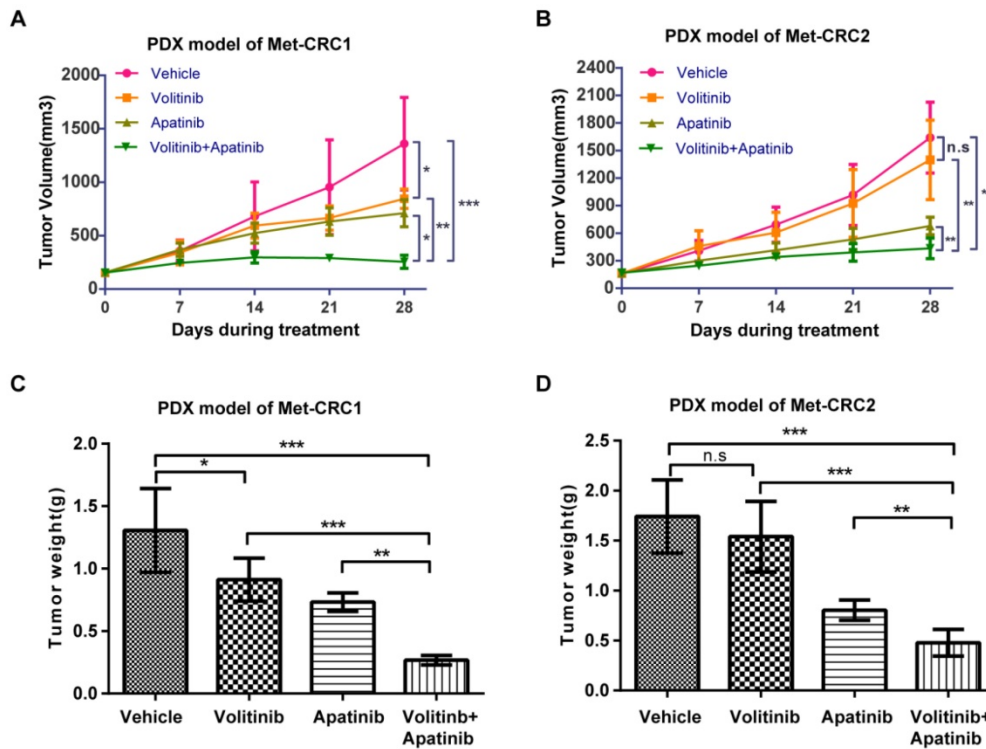 A
PDX model of Met-CRC1
Tumor Volume(mm3)
2000
1500
1000
500
0
Vehicle
Volitinib
Apatinib
Volitinib+Apatinib
*
*
**
***
0 7 14 21 28
Days during treatment
B
PDX model of Met-CRC2
Tumor Volume(mm3)
2400
2100
1800
1500
1200
900
600
300
0
Vehicle
Volitinib
Apatinib
Volitinib+Apatinib
n.s
**
**
0 7 14 21 28
Days during treatment
C
PDX model of Met-CRC1
Tumor weight(g)
2.0
1.5
1.0
0.5
0.0
***
*
***
**
Vehicle Volitinib Apatinib Volitinb+
Apatinib
D
PDX model of Met-CRC2
Tumor weight(g)
2.5
2.0
1.5
1.0
0.5
0.0
***
n.s
***
**
Vehicle Volitinib Apatinib
Apatinib